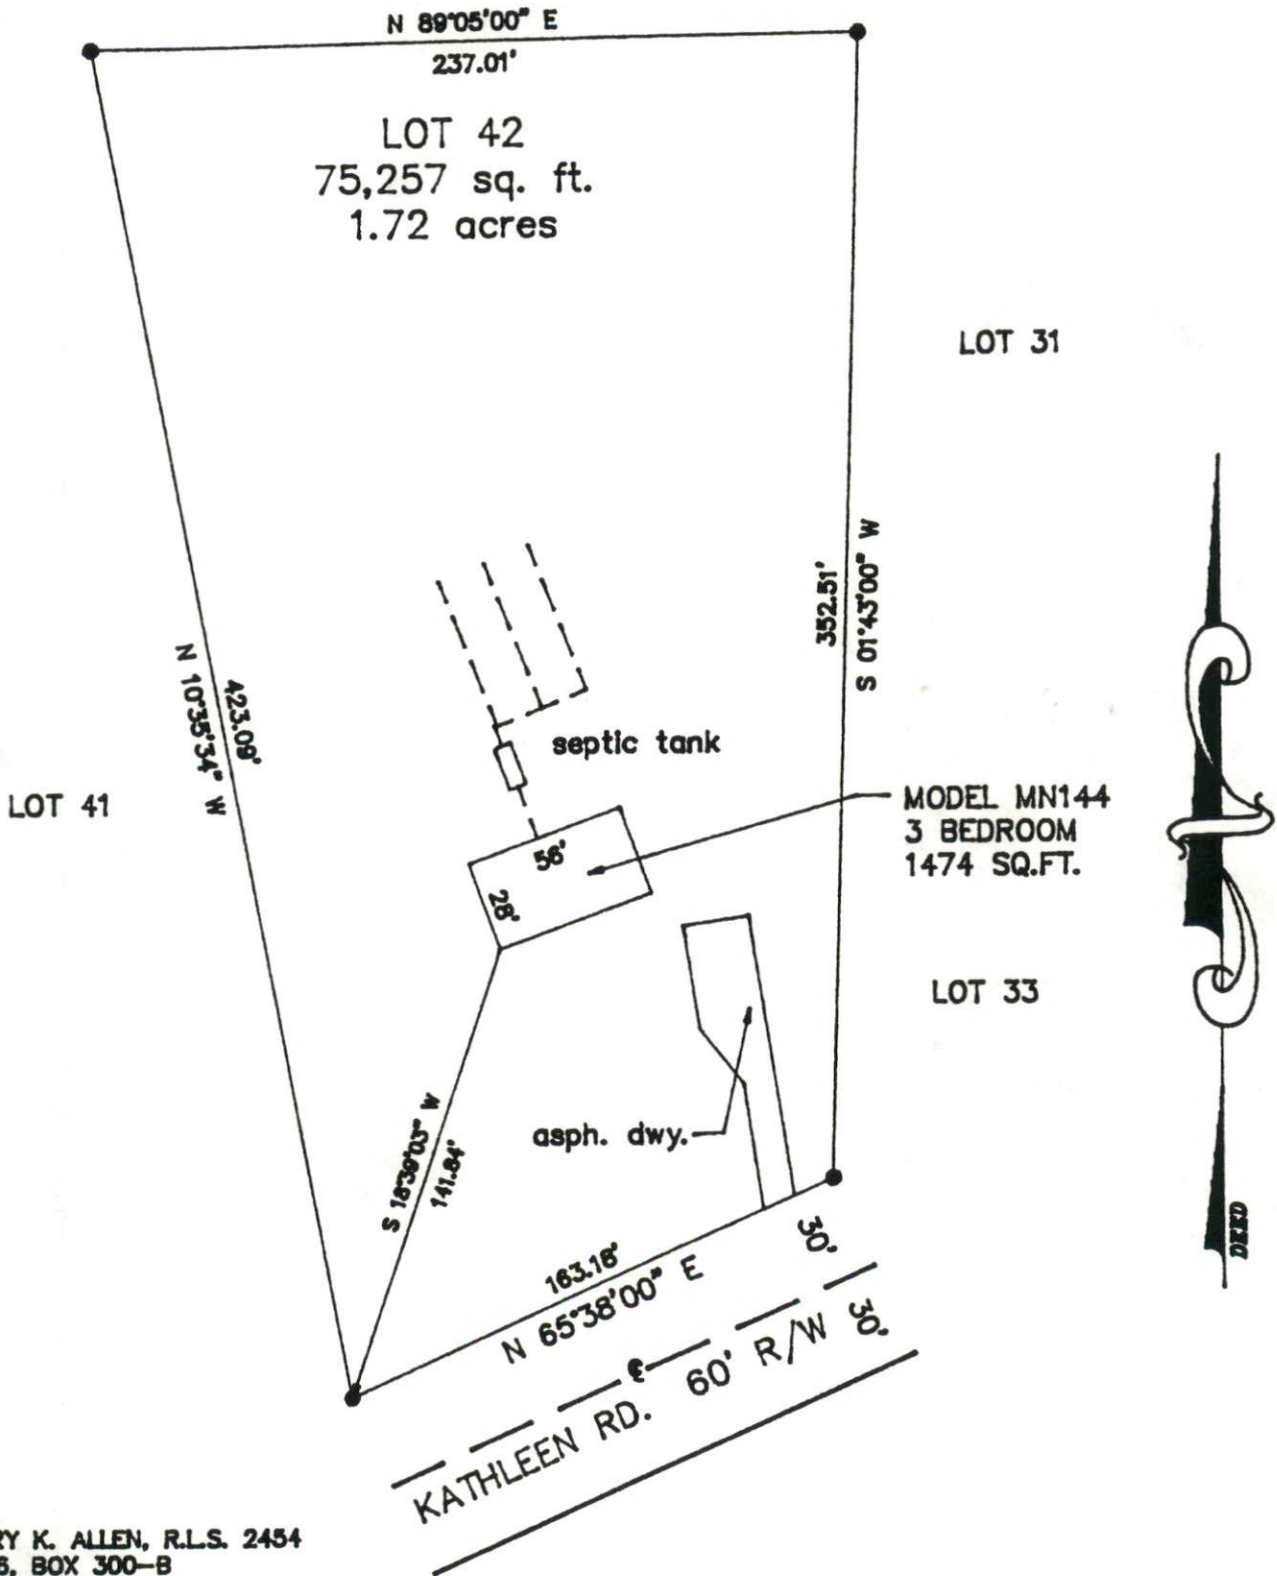 N 89°05'00" E
237.01'
LOT 42
75,257 sq. ft.
1.72 acres
LOT 31
352.51'
S 01°43'00" W
N 10°35'34" W
423.09'
septic tank
LOT 41
MODEL MN144
3 BEDROOM
1474 SQ.FT.
56'
28'
LOT 33
asph. dwy.
S 18°39'03" W
141.84'
163.18'
N 65°38'00" E
30'
30'
KATHLEEN RD. 60' R/W
DEED
RY K. ALLEN, R.L.S. 2454
BOX 300-B